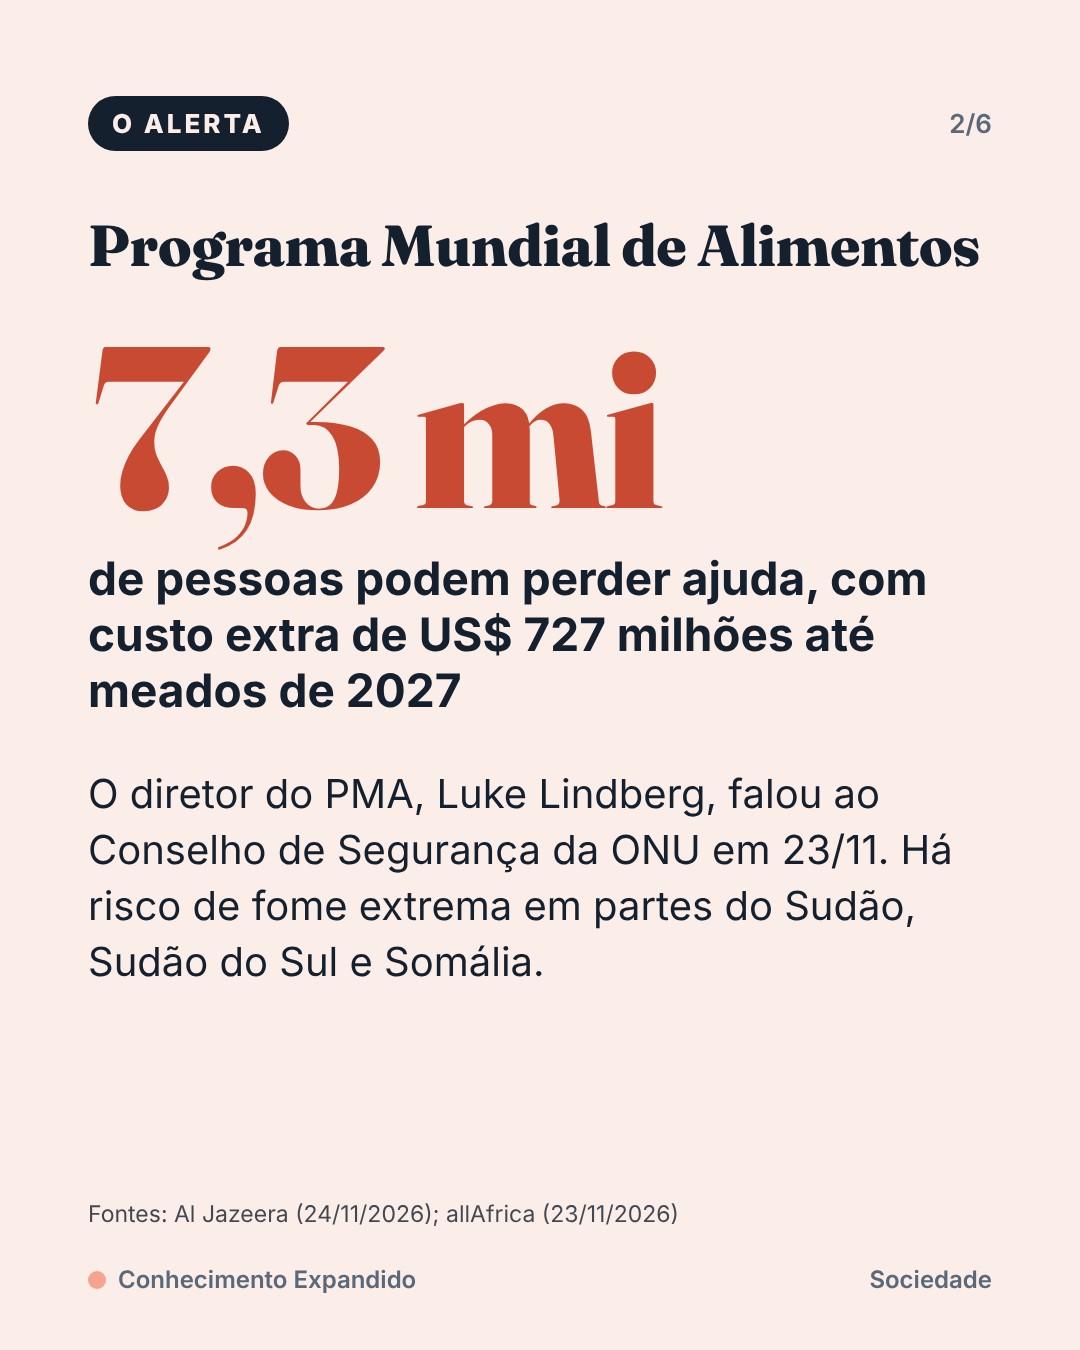 O ALERTA
2/6
Programa Mundial de Alimentos
7,3 mi
de pessoas podem perder ajuda, com
custo extra de US$ 727 milhões até
meados de 2027
O diretor do PMA, Luke Lindberg, falou ao
Conselho de Segurança da ONU em 23/11. Há
risco de fome extrema em partes do Sudão,
Sudão do Sul e Somália.
Fontes: Al Jazeera (24/11/2026); allAfrica (23/11/2026)
Conhecimento Expandido
Sociedade